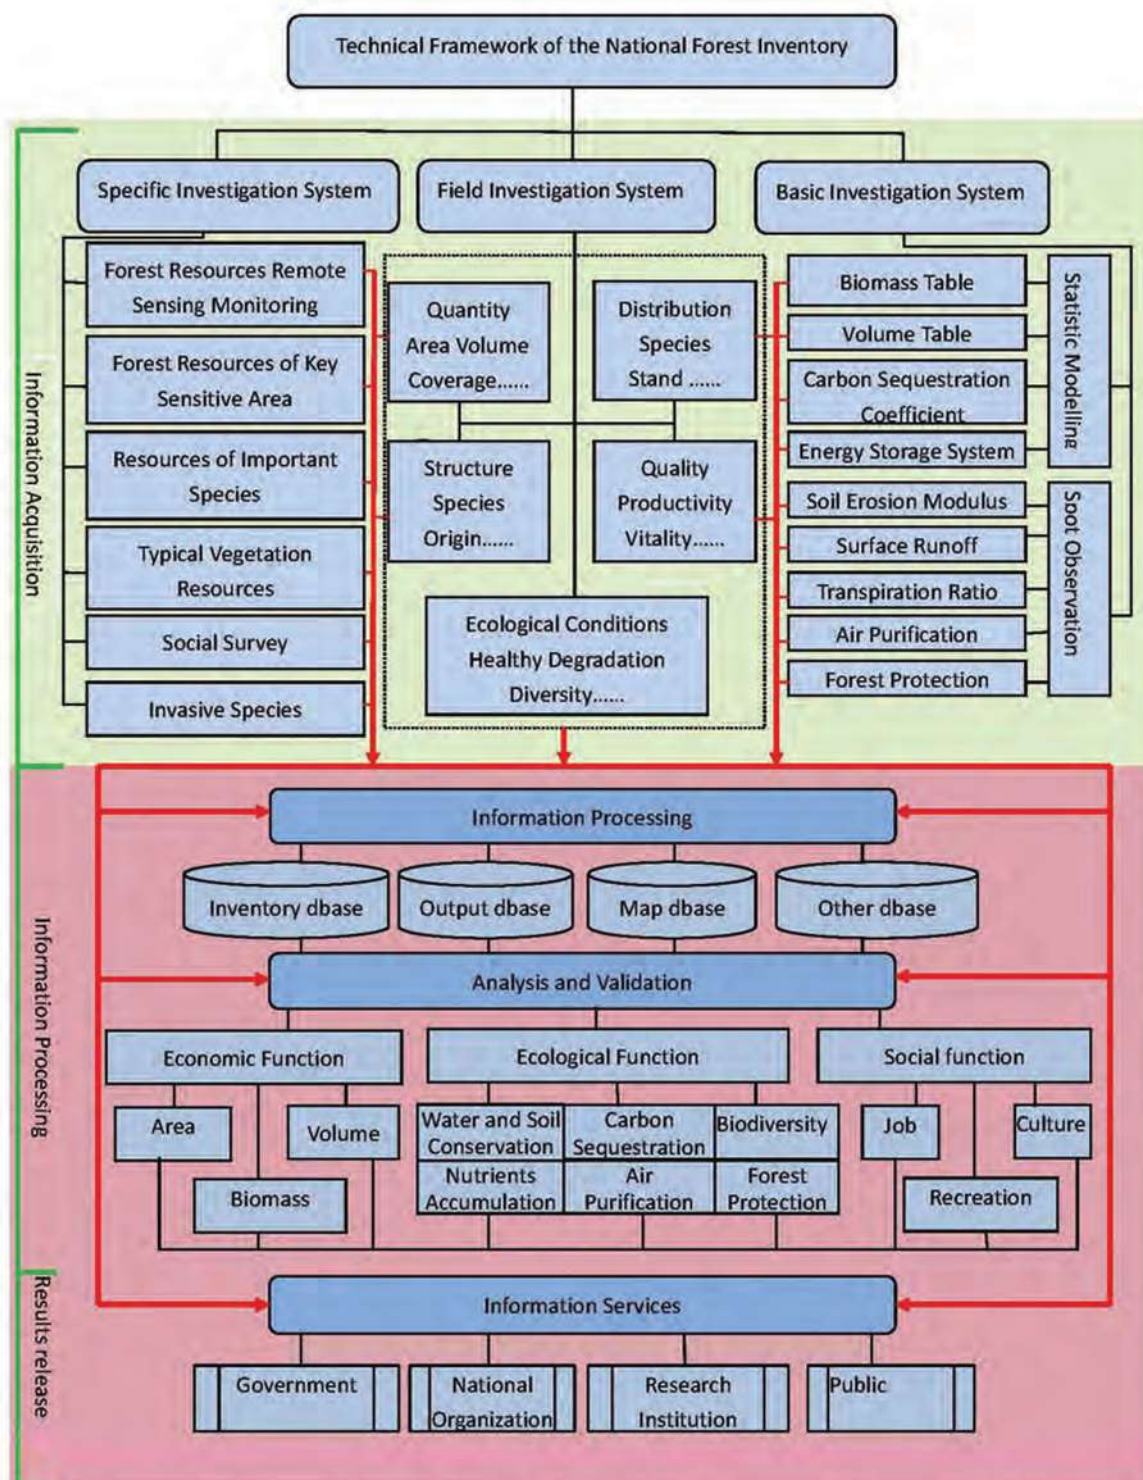 Technical Framework of the National Forest Inventory
Specific Investigation System
Field Investigation System
Basic Investigation System
Information Acquisition
Forest Resources Remote
Sensing Monitoring
Forest Resources of Key
Sensitive Area
Resources of Important
Species
Typical Vegetation
Resources
Social Survey
Invasive Species
Quantity
Area Volume
Coverage......
Distribution
Species
Stand ......
Structure
Species
Origin......
Quality
Productivity
Vitality......
Ecological Conditions
Healthy Degradation
Diversity......
Biomass Table
Volume Table
Carbon Sequestration
Coefficient
Energy Storage System
Statistic Modelling
Soil Erosion Modulus
Surface Runoff
Transpiration Ratio
Air Purification
Forest Protection
Spot Observation
Information Processing
Information Processing
Inventory dbase
Output dbase
Map dbase
Other dbase
Analysis and Validation
Economic Function
Ecological Function
Social function
Area
Volume
Biomass
Water and Soil
Conservation
Carbon
Sequestration
Biodiversity
Nutrients
Accumulation
Air
Purification
Forest
Protection
Job
Culture
Recreation
Results release
Information Services
Government
National
Organization
Research
Institution
Public